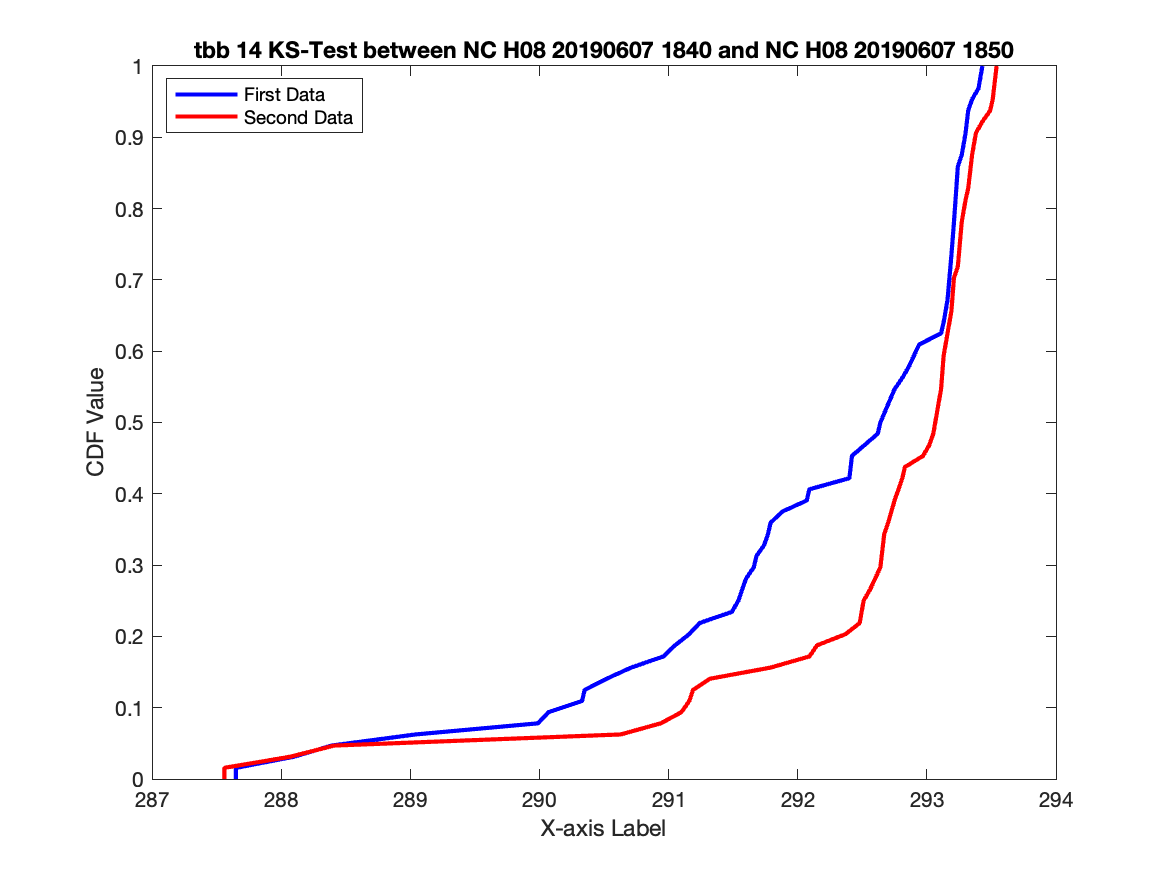 tbb 14 KS-Test between NC H08 20190607 1840 and NC H08 20190607 1850
First Data
Second Data
1
0.9
0.8
0.7
0.6
0.5
0.4
0.3
0.2
0.1
0
CDF Value
287 288 289 290 291 292 293 294
X-axis Label